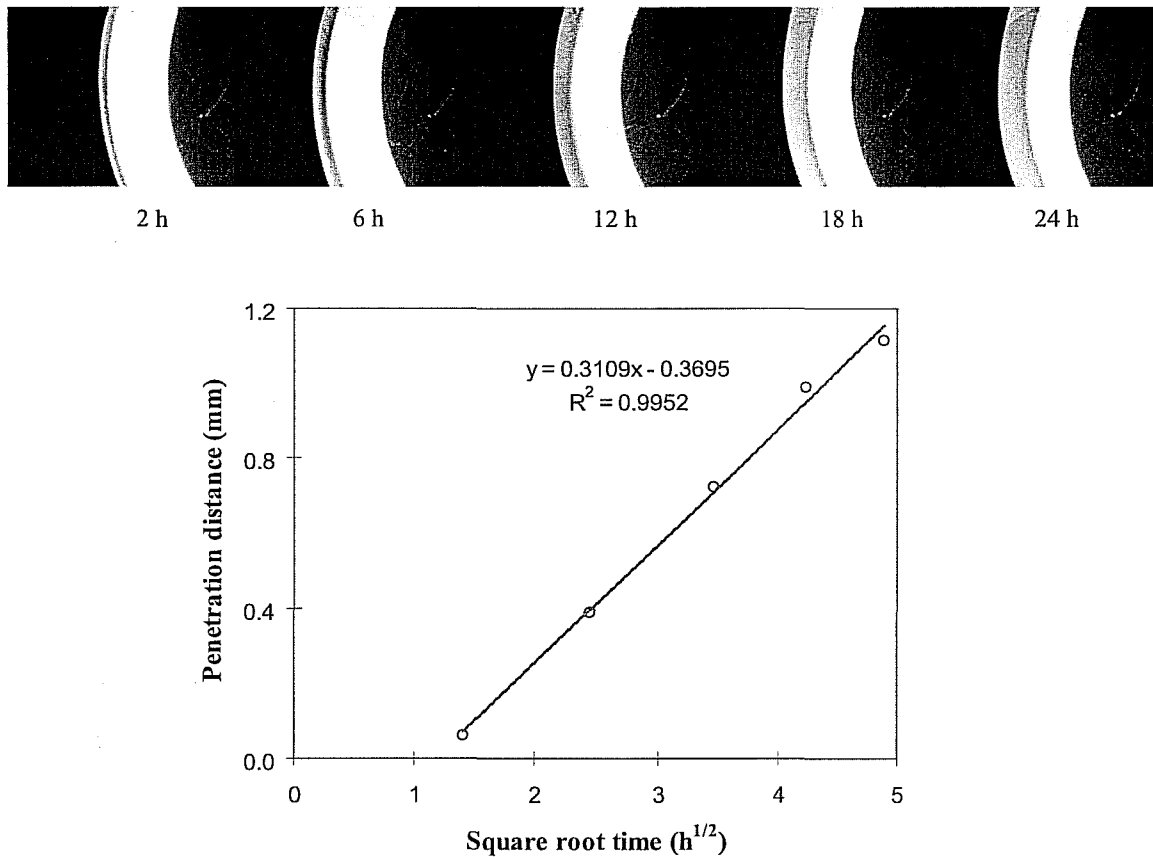 2 h 6 h 12 h 18 h 24 h
1.2
y = 0.3109x - 0.3695
R² = 0.9952
0.8
0.4
0.0
0 1 2 3 4 5
Penetration distance (mm)
Square root time (h^1/2)